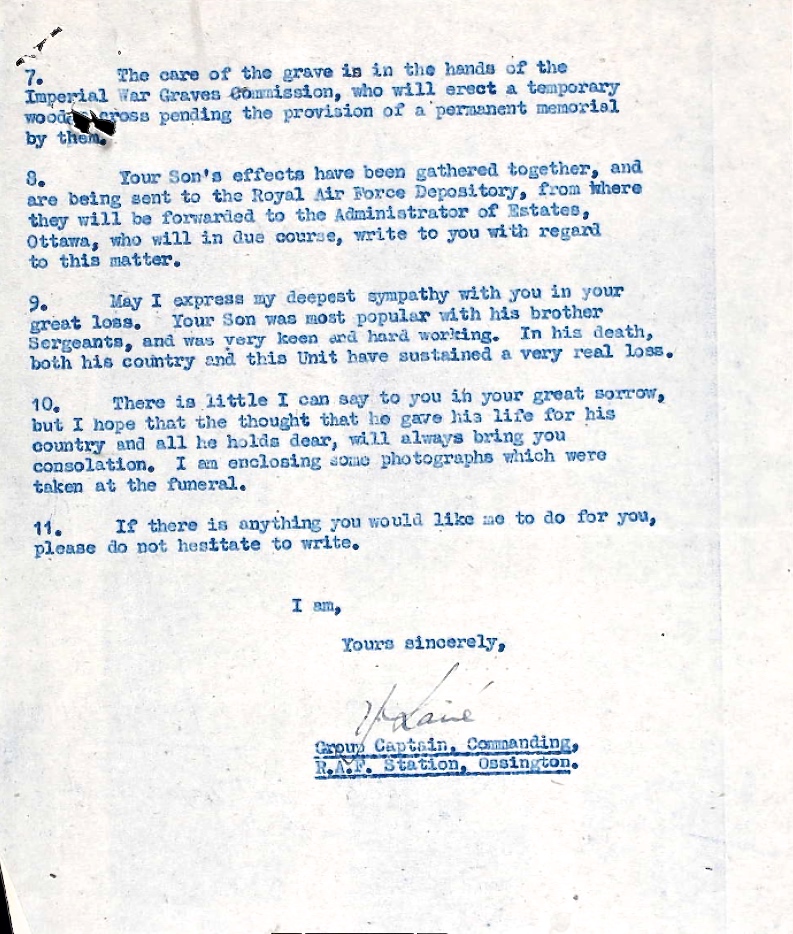 7. The care of the grave is in the hands of the
Imperial War Graves Commission, who will erect a temporary
cross pending the provision of a permanent memorial
by them.
8. Your Son's effects have been gathered together, and
are being sent to the Royal Air Force Depository, from where
they will be forwarded to the Administrator of Estates,
Ottawa, who will in due course, write to you with regard
to this matter.
9. May I express my deepest sympathy with you in your
great loss. Your Son was most popular with his brother
Sergeants, and was very keen and hard working. In his death,
both his country and this Unit have sustained a very real loss.
10. There is little I can say to you in your great sorrow,
but I hope that the thought that he gave his life for his
country and all he holds dear, will always bring you
consolation. I am enclosing some photographs which were
taken at the funeral.
11. If there is anything you would like me to do for you,
please do not hesitate to write.
I am,
Yours sincerely,
Group Captain, Commanding,
R.A.F. Station, Ossington.